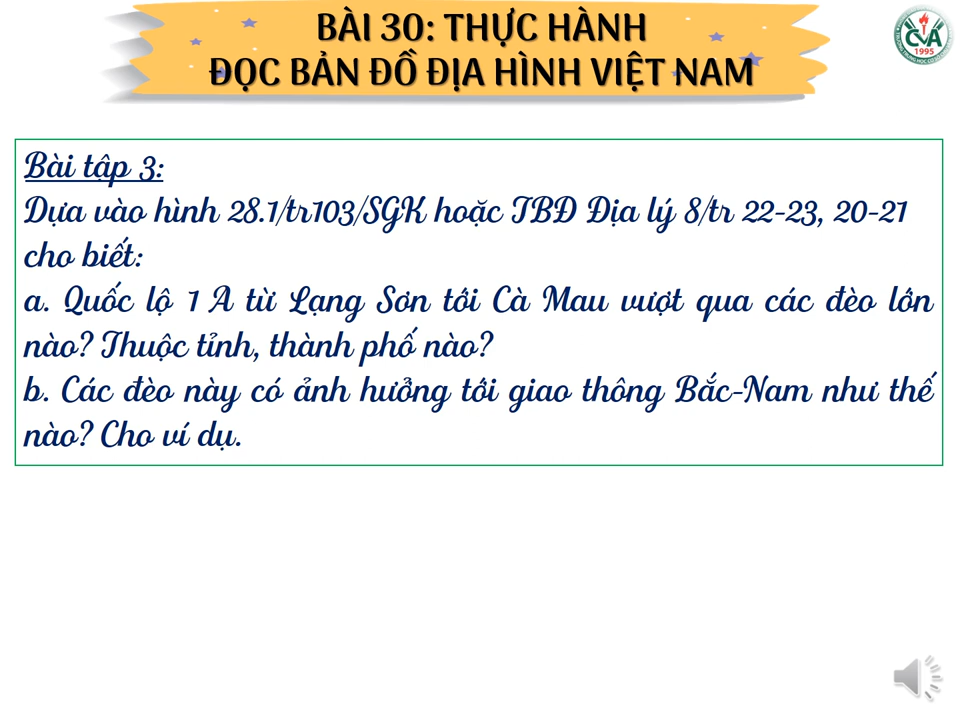 BÀI 30: THỰC HÀNH
ĐỌC BẢN ĐỒ ĐỊA HÌNH VIỆT NAM
CVA
1995
Bài tập 3:
Dựa vào hình 28.1/tr103/SGK hoặc TBĐ Địa lý 8/tr 22-23, 20-21
cho biết:
a. Quốc lộ 1 A từ Lạng Sơn tới Cà Mau vượt qua các đèo lớn
nào? Thuộc tỉnh, thành phố nào?
b. Các đèo này có ảnh hưởng tới giao thông Bắc-Nam như thế
nào? Cho ví dụ.